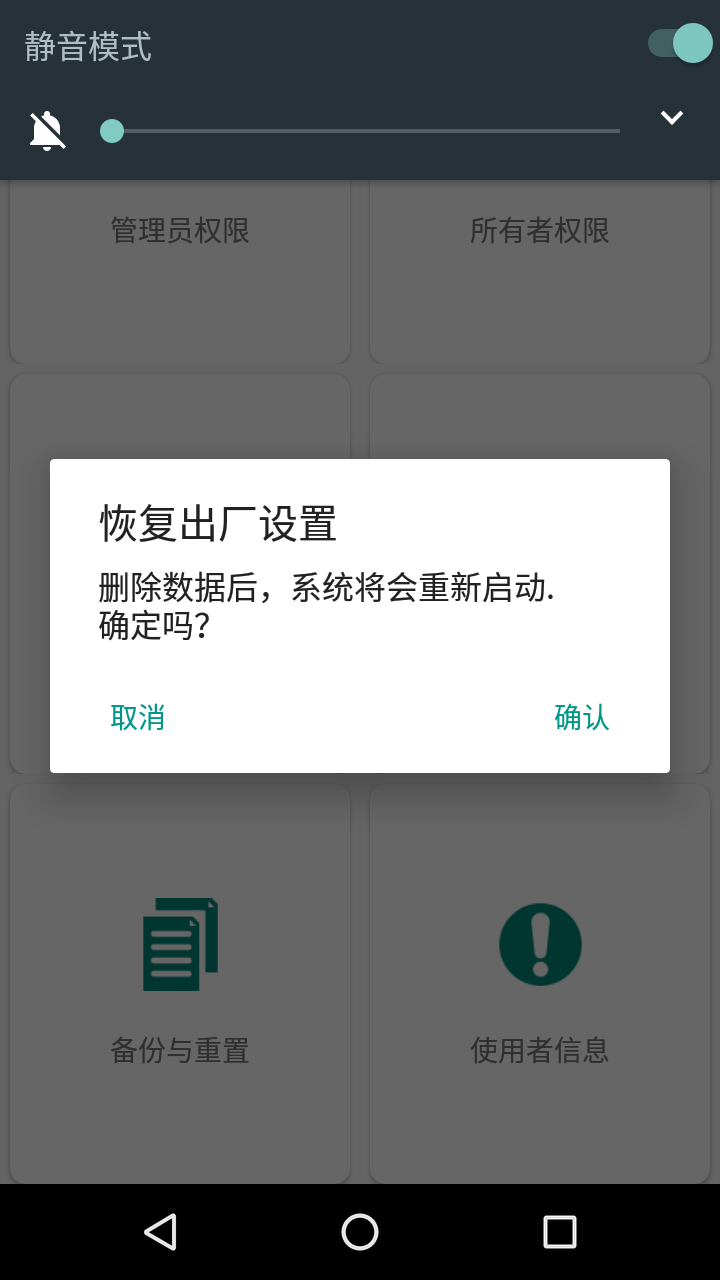 静音模式
管理员权限
所有者权限
恢复出厂设置
删除数据后，系统将会重新启动.
确定吗？
取消
确认
备份与重置
使用者信息